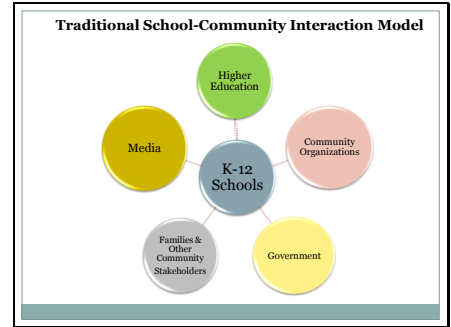 Traditional School-Community Interaction Model
Higher
Education
Media
Community
Organizations
K-12
Schools
Families &
Other
Community
Stakeholders
Government